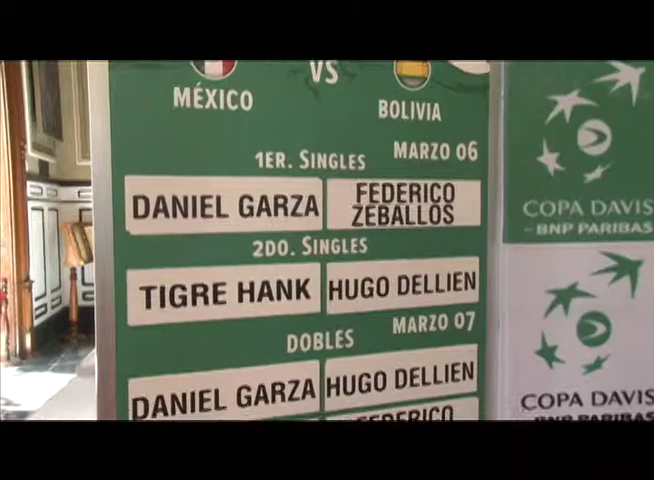 VS
MÉXICO
BOLIVIA
1ER. SINGLES
MARZO 06
DANIEL GARZA
FEDERICO
ZEBALLOS
2DO. SINGLES
TIGRE HANK
HUGO DELLIEN
DOBLES
MARZO 07
DANIEL GARZA
HUGO DELLIEN
FEDERICO
COPA DAVIS
BNP PARIBAS
COPA DAVIS
BNP PARIBAS